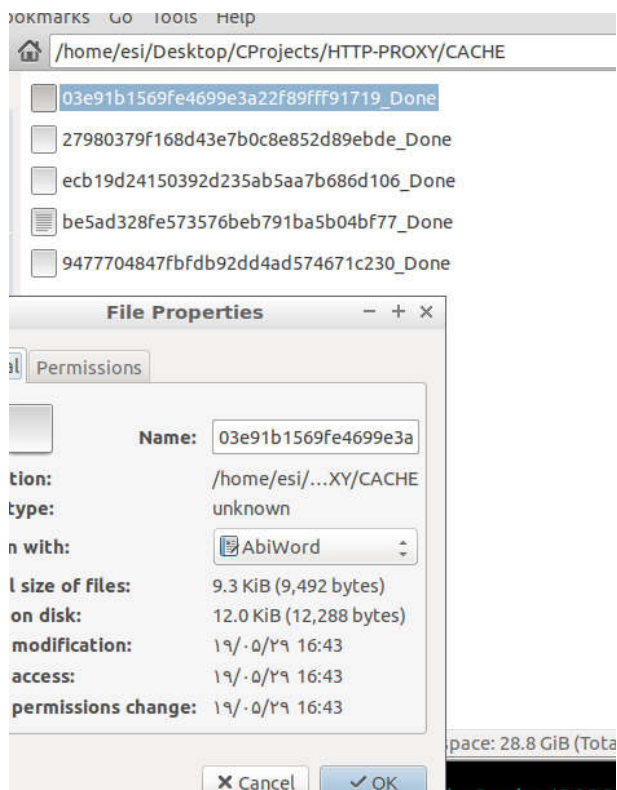 ookmarks Go Tools Help
/home/esi/Desktop/CProjects/HTTP-PROXY/CACHE
03e91b1569fe4699e3a22f89fff91719_Done
27980379f168d43e7b0c8e852d89ebde_Done
ecb19d24150392d235ab5aa7b686d106_Done
be5ad328fe573576beb791ba5b04bf77_Done
9477704847fbfdb92dd4ad574671c230_Done
File Properties
al Permissions
Name: 03e91b1569fe4699e3a
tion: /home/esi/...XY/CACHE
type: unknown
n with: AbiWord
l size of files: 9.3 KiB (9,492 bytes)
on disk: 12.0 KiB (12,288 bytes)
modification: ۱۹/۰۵/۲۹ 16:43
access: ۱۹/۰۵/۲۹ 16:43
permissions change: ۱۹/۰۵/۲۹ 16:43
space: 28.8 GiB (Tota
Cancel OK